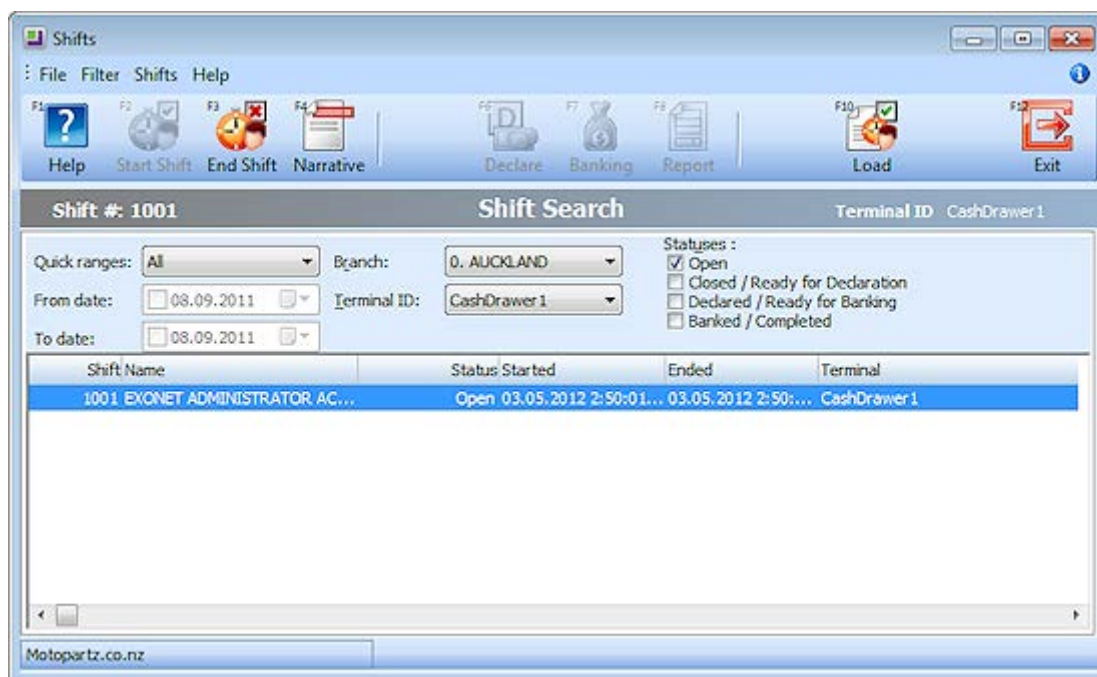 Shifts
File Filter Shifts Help
F1 F2 F3 F4 F6 F7 F8 F10 F12
Help Start Shift End Shift Narrative Declare Banking Report Load Exit
Shift #: 1001 Shift Search Terminal ID CashDrawer1
Quick ranges: All Branch: 0. AUCKLAND
From date: 08.09.2011 Terminal ID: CashDrawer1
To date: 08.09.2011
Statuses :
Open
Closed / Ready for Declaration
Declared / Ready for Banking
Banked / Completed
Shift Name Status Started Ended Terminal
1001 EXONET ADMINISTRATOR AC... Open 03.05.2012 2:50:01... 03.05.2012 2:50:... CashDrawer1
Motopartz.co.nz